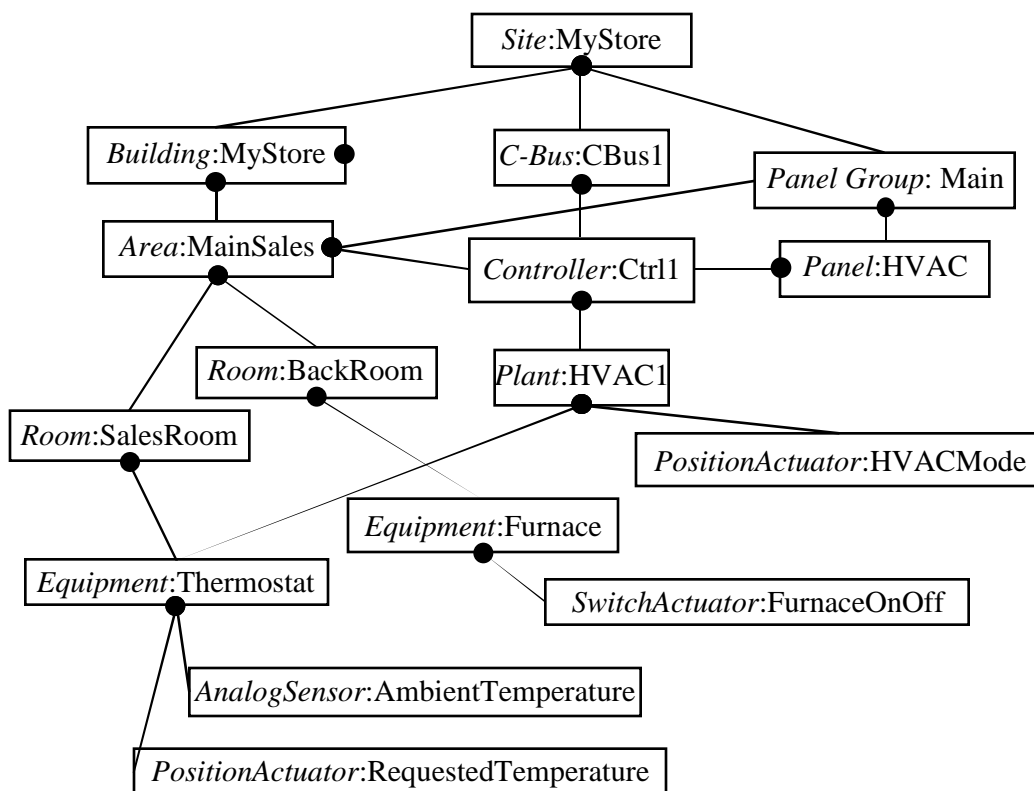 Site:MyStore
Building:MyStore
C-Bus:CBus1
Panel Group: Main
Area:MainSales
Controller:Ctrl1
Panel:HVAC
Room:BackRoom
Plant:HVAC1
Room:SalesRoom
PositionActuator:HVACMode
Equipment:Furnace
Equipment:Thermostat
SwitchActuator:FurnaceOnOff
AnalogSensor:AmbientTemperature
PositionActuator:RequestedTemperature